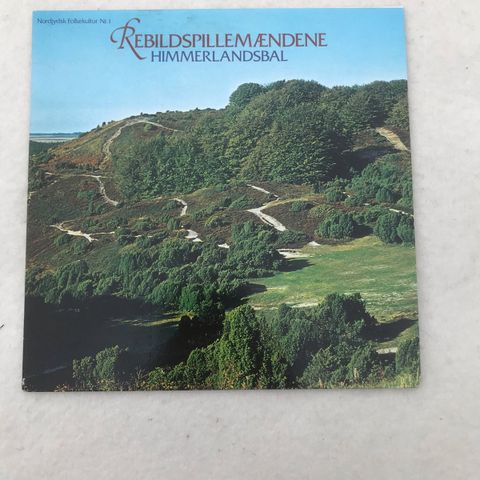 Nordjydsk Folkekultur Nr. 1
REBILDSPILLEMÆNDENE
HIMMERLANDSBAL